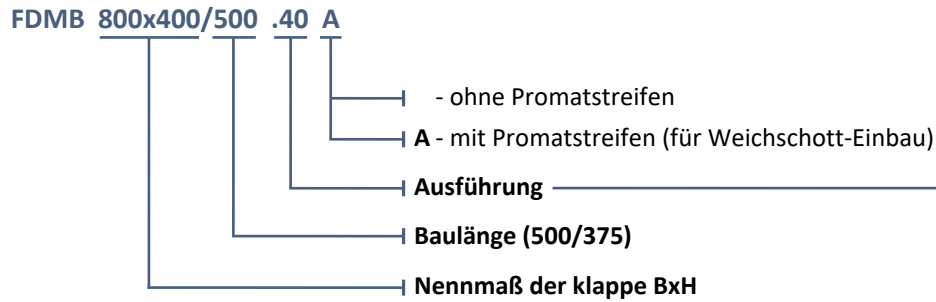 FDMB 800x400/500 .40 A
- ohne Promatstreifen
A - mit Promatstreifen (für Weichschott-Einbau)
Ausführung
Baulänge (500/375)
Nennmaß der klappe BxH